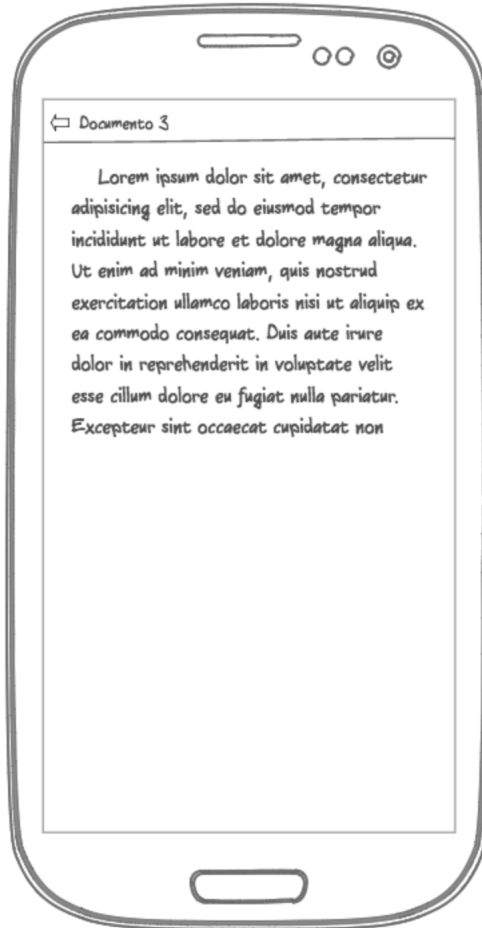 Documento 3
Lorem ipsum dolor sit amet, consectetur
adipisicing elit, sed do eiusmod tempor
incididunt ut labore et dolore magna aliqua.
Ut enim ad minim veniam, quis nostrud
exercitation ullamco laboris nisi ut aliquip ex
ea commodo consequat. Duis aute irure
dolor in reprehenderit in voluptate velit
esse cillum dolore eu fugiat nulla pariatur.
Excepteur sint occaecat cupidatat non